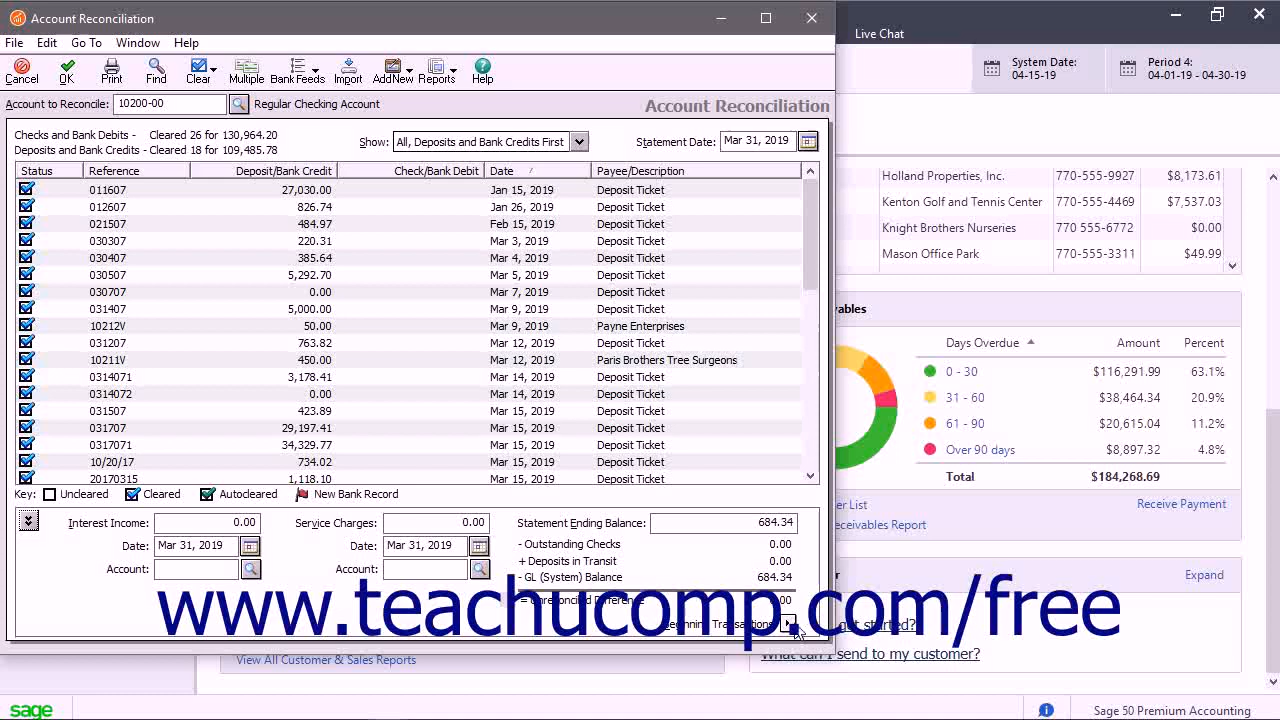 Account Reconciliation
File Edit Go To Window Help
Cancel OK Print Find Clear Multiple Bank Feeds Import AddNew Reports Help
Account to Reconcile: 10200-00 Regular Checking Account Account Reconciliation
Checks and Bank Debits - Cleared 26 for 130,964.20
Deposits and Bank Credits - Cleared 18 for 109,485.78
Show: All, Deposits and Bank Credits First Statement Date: Mar 31, 2019
Status Reference Deposit/Bank Credit Check/Bank Debit Date / Payee/Description
011607 27,030.00 Jan 15, 2019 Deposit Ticket
012607 826.74 Jan 26, 2019 Deposit Ticket
021507 484.97 Feb 15, 2019 Deposit Ticket
030307 220.31 Mar 3, 2019 Deposit Ticket
030407 385.64 Mar 4, 2019 Deposit Ticket
030507 5,292.70 Mar 5, 2019 Deposit Ticket
030707 0.00 Mar 7, 2019 Deposit Ticket
031407 5,000.00 Mar 9, 2019 Deposit Ticket
10212V 50.00 Mar 9, 2019 Payne Enterprises
031207 763.82 Mar 12, 2019 Deposit Ticket
10211V 450.00 Mar 12, 2019 Paris Brothers Tree Surgeons
0314071 3,178.41 Mar 14, 2019 Deposit Ticket
0314072 0.00 Mar 14, 2019 Deposit Ticket
031507 423.89 Mar 15, 2019 Deposit Ticket
031707 29,197.41 Mar 15, 2019 Deposit Ticket
0317071 34,329.77 Mar 15, 2019 Deposit Ticket
10/20/17 734.02 Mar 15, 2019 Deposit Ticket
20170315 1,118.10 Mar 15, 2019 Deposit Ticket
Key: Uncleared Cleared Autocleared New Bank Record
Interest Income: 0.00 Service Charges: 0.00 Statement Ending Balance: 684.34
Date: Mar 31, 2019 Date: Mar 31, 2019 - Outstanding Checks 0.00
+ Deposits in Transit 0.00
Account: Account: - GL (System) Balance 684.34
= Unreconciled Difference
Beginning Transactions
www.teachucomp.com/free
Live Chat
System Date: 04-15-19
Period 4: 04-01-19 - 04-30-19
Holland Properties, Inc. 770-555-9927 $8,173.61
Kenton Golf and Tennis Center 770-555-4469 $7,537.03
Knight Brothers Nurseries 770 555-6772 $0.00
Mason Office Park 770-555-3311 $49.99
vables
Days Overdue Amount Percent
0 - 30 $116,291.99 63.1%
31 - 60 $38,464.34 20.9%
61 - 90 $20,615.04 11.2%
Over 90 days $8,897.32 4.8%
Total $184,268.69
er List Receive Payment
eceivables Report
r Expand
get started?
What can I send to my customer?
View All Customer & Sales Reports
sage
Sage 50 Premium Accounting